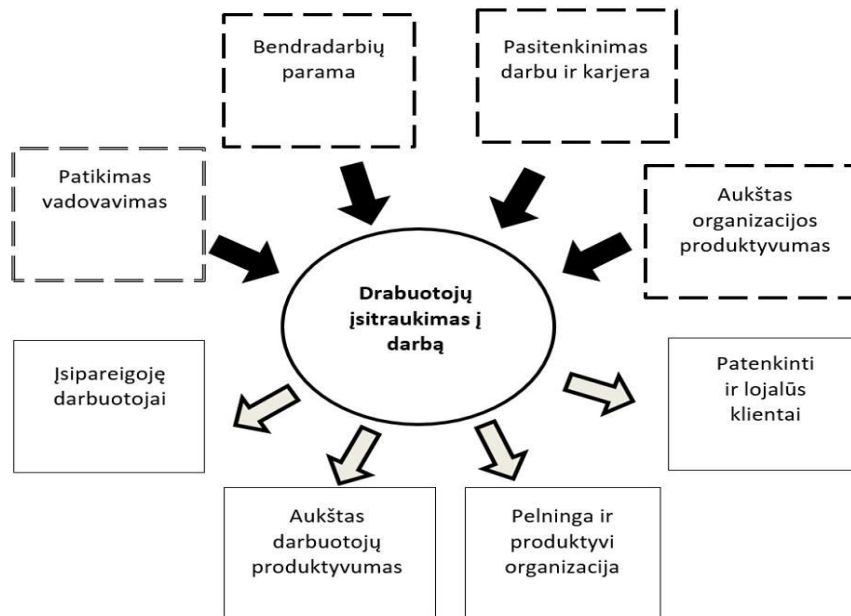 Bendradarbių
parama
Pasitenkinimas
darbu ir karjera
Patikimas
vadovavimas
Aukštas
organizacijos
produktyvumas
Drabuotojų
įsitraukimas į
darbą
Įsipareigoję
darbuotojai
Patenkinti
ir lojalūs
klientai
Aukštas
darbuotojų
produktyvumas
Pelninga ir
produktyvi
organizacija